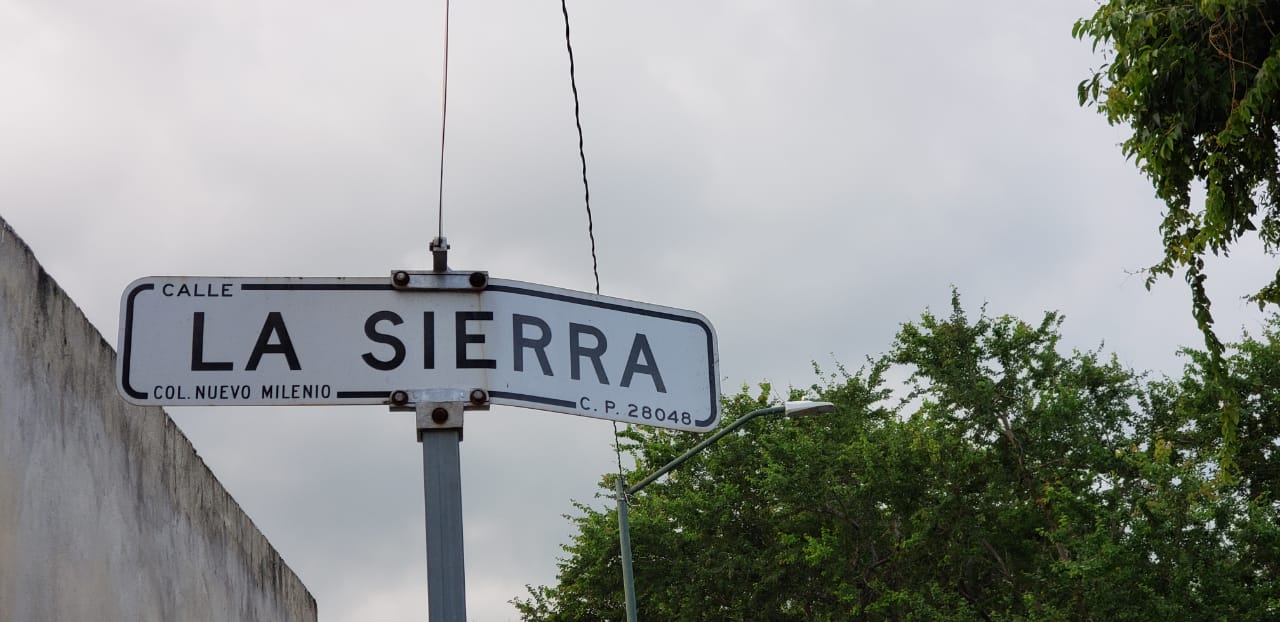 CALLE
LA SIERRA
COL. NUEVO MILENIO
C. P. 28048